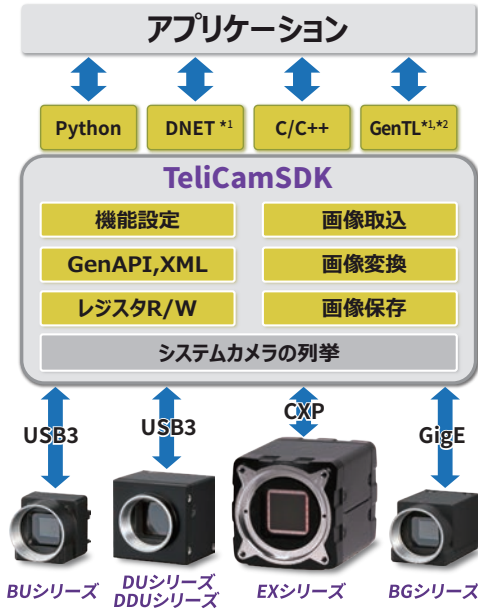 アプリケーション
Python
DNET *1
C/C++
GenTL*1,*2
TeliCamSDK
機能設定
画像取込
GenAPI,XML
画像変換
レジスタR/W
画像保存
システムカメラの列挙
USB3
USB3
CXP
GigE
BUシリーズ
DUシリーズ
DDUシリーズ
EXシリーズ
BGシリーズ